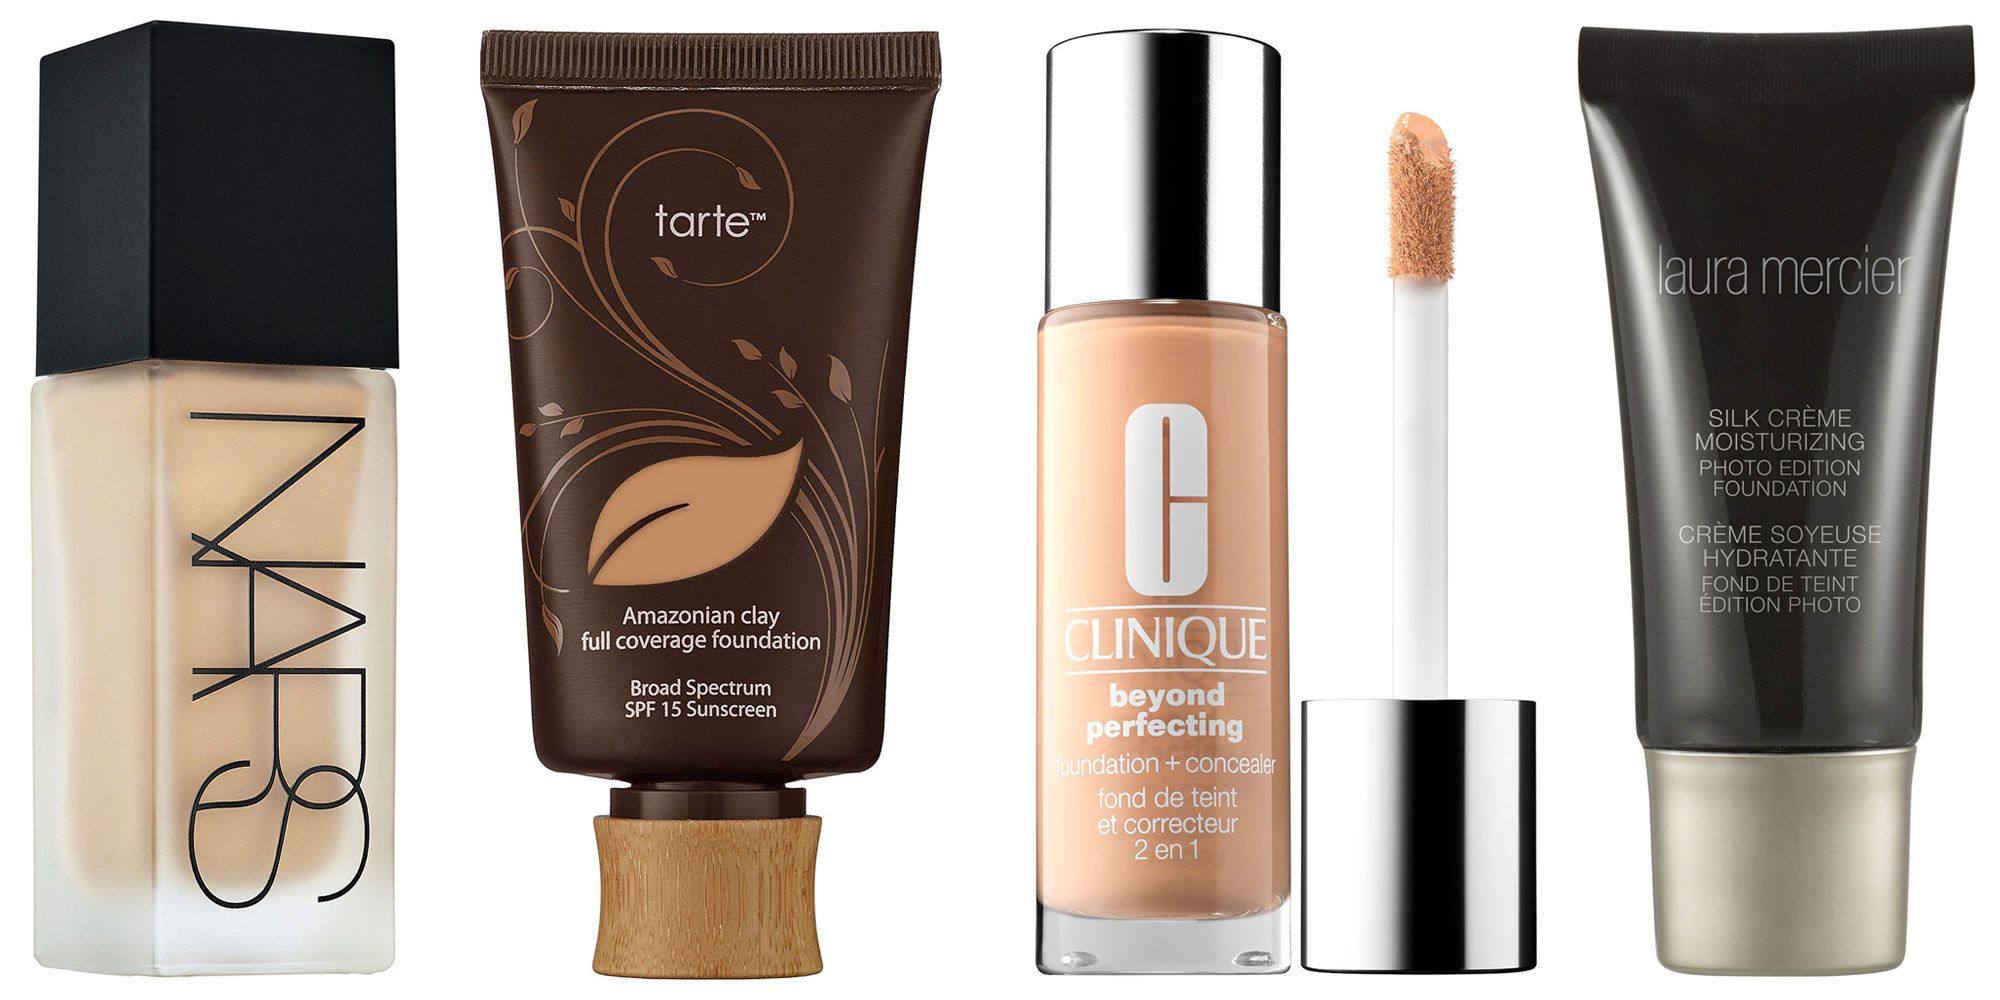 NARS
tarte™
Amazonian clay
full coverage foundation
Broad Spectrum
SPF 15 Sunscreen
C
CLINIQUE
beyond
perfecting
foundation + concealer
fond de teint
et correcteur
2 en 1
laura mercier
SILK CRÈME
MOISTURIZING
PHOTO EDITION
FOUNDATION
CRÈME SOYEUSE
HYDRATANTE
FOND DE TEINT
ÉDITION PHOTO